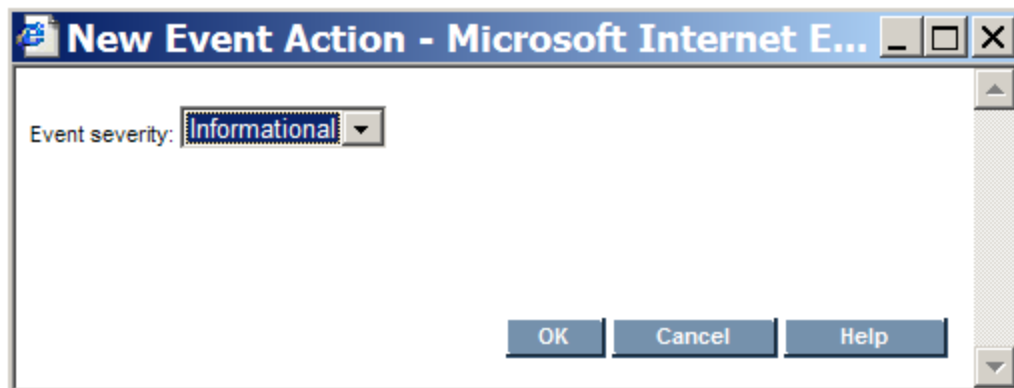 New Event Action - Microsoft Internet E...
Event severity: Informational
OK Cancel Help